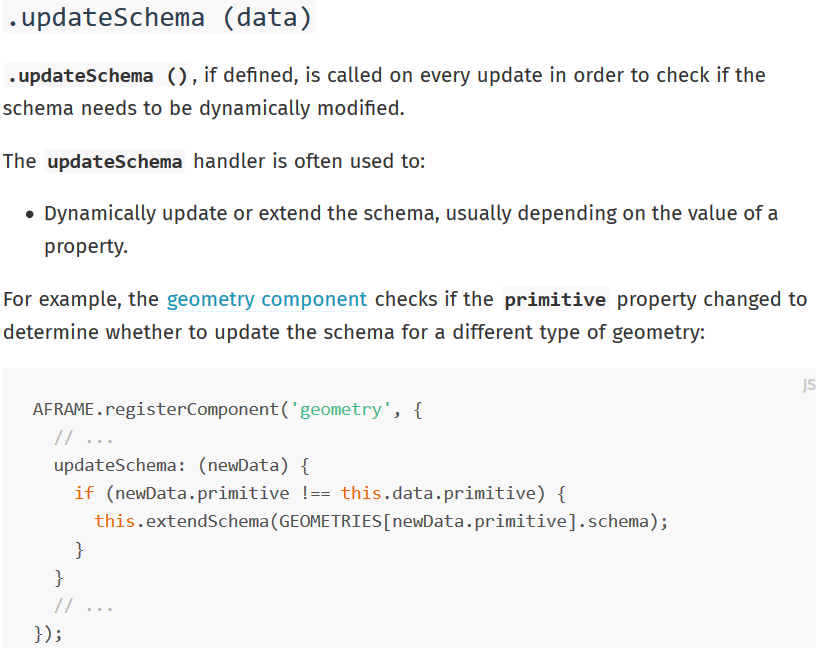 .updateSchema (data)
.updateSchema (), if defined, is called on every update in order to check if the
schema needs to be dynamically modified.
The updateSchema handler is often used to:
• Dynamically update or extend the schema, usually depending on the value of a
property.
For example, the geometry component checks if the primitive property changed to
determine whether to update the schema for a different type of geometry:
JS
AFRAME.registerComponent('geometry', {
  // ...
  updateSchema: (newData) {
    if (newData.primitive !== this.data.primitive) {
      this.extendSchema(GEOMETRIES[newData.primitive].schema);
    }
  }
  // ...
});